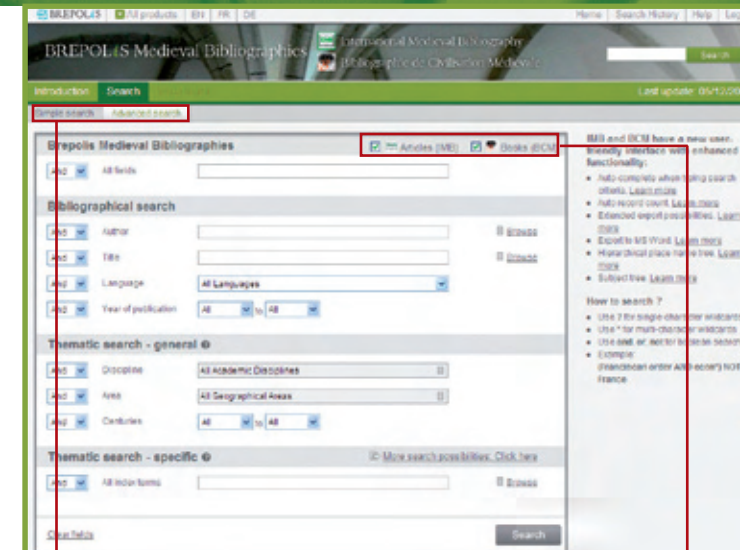 BREPOLiS All products EN FR DE Home Search History Help
BREPOLiS Medieval Bibliographies
International Medieval Bibliography
Bibliographie de Civilisation Médiévale
Search
Introduction Search Last update:
Simple search Advanced search
Brepolis Medieval Bibliographies Articles (IMB) Books (BCM)
And All fields
Bibliographical search
And Author Browse
And Title Browse
And Language All Languages
And Year of publication All to All
Thematic search - general
And Discipline All Academic Disciplines
And Area All Geographical Areas
And Centuries All to All
Thematic search - specific More search possibilities: Click here
And All index terms Browse
Clear fields Search
IMB and BCM have a new user-
friendly interface with enhanced
functionality:
Auto-complete when typing search
criteria. Learn more
Auto record count. Learn more
Extended export possibilities. Learn
more
Export to MS Word. Learn more
Hierarchical place name tree. Learn
more
Subject tree. Learn more
How to search ?
Use ? for single character wildcards
Use * for multi-character wildcards
Use and, or, not for boolean search
Example:
(franciscan order AND econ*) NOT
France